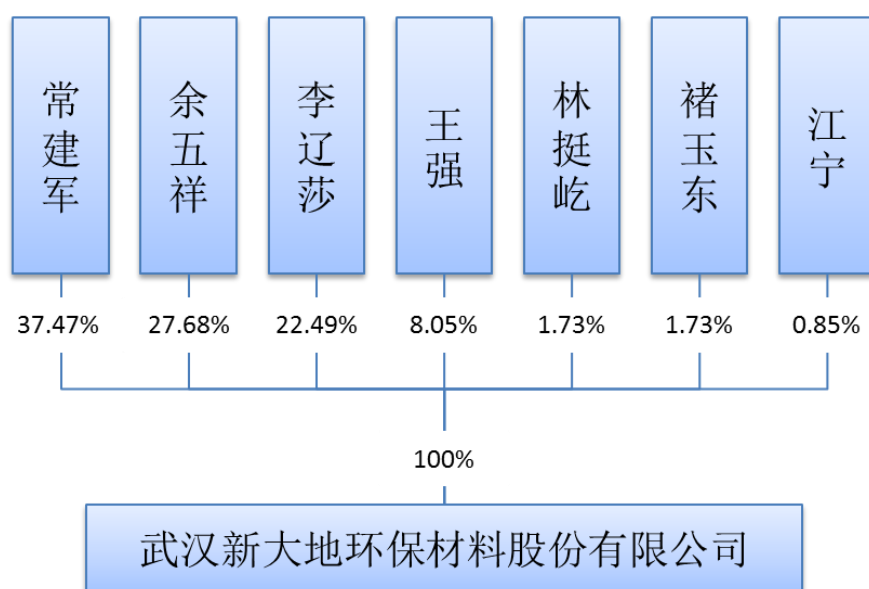 常建军
余五祥
李辽莎
王强
林挺屹
褚玉东
江宁
37.47%
27.68%
22.49%
8.05%
1.73%
1.73%
0.85%
100%
武汉新大地环保材料股份有限公司